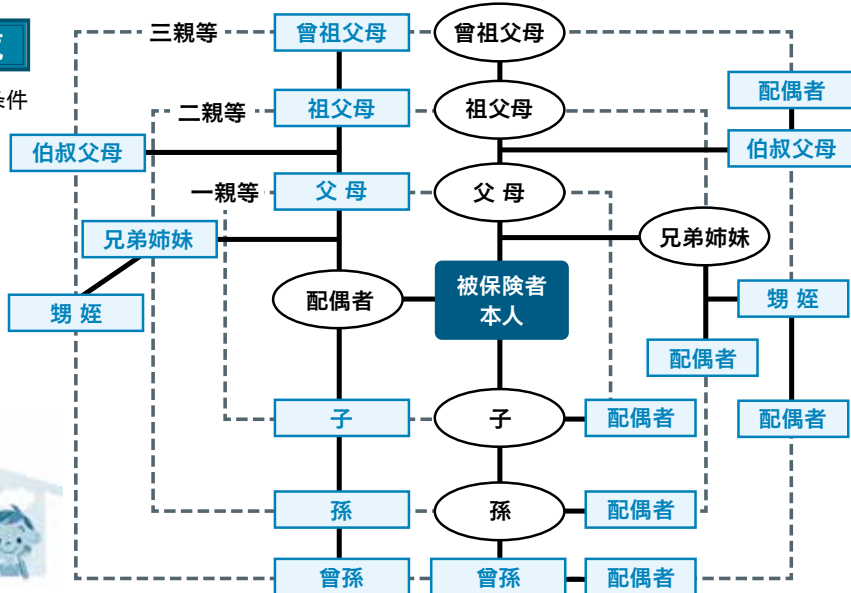 三親等
曾祖父母
曾祖父母
条件
二親等
祖父母
祖父母
配偶者
伯叔父母
伯叔父母
一親等
父 母
父 母
兄弟姉妹
兄弟姉妹
配偶者
被保険者
本人
甥 姪
甥 姪
配偶者
子
子
配偶者
配偶者
孫
孫
配偶者
曾孫
曾孫
配偶者